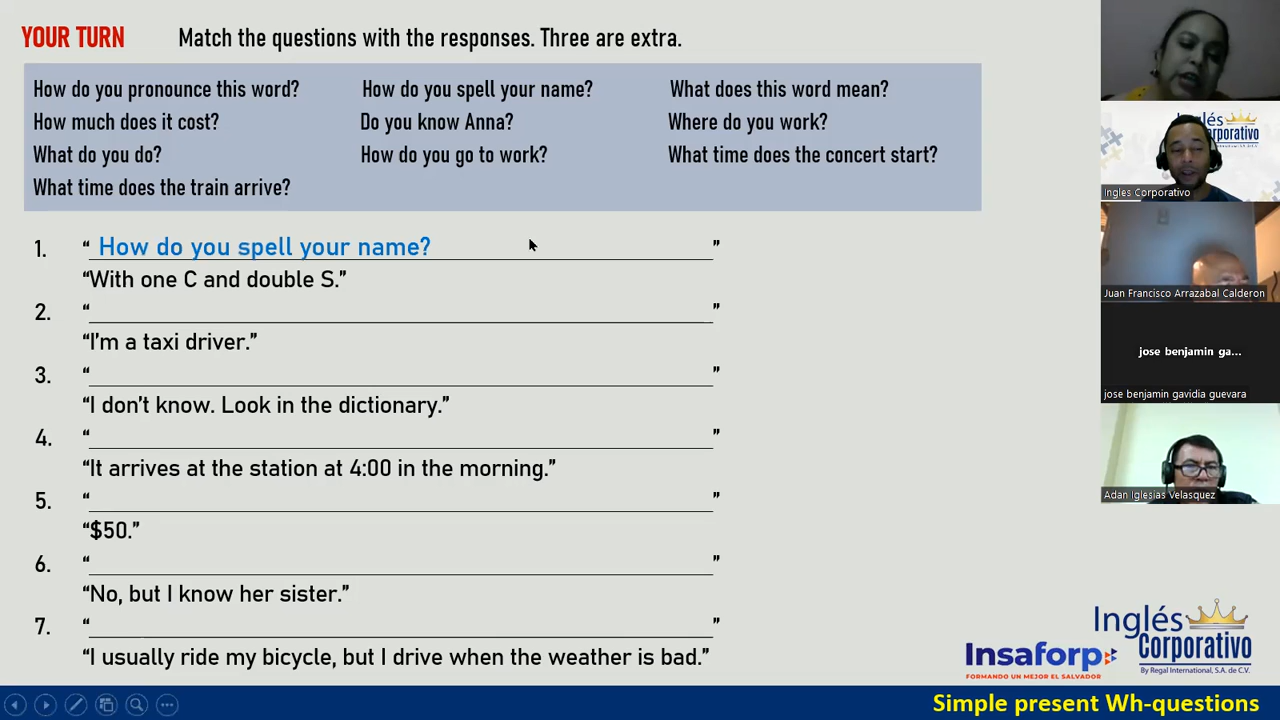 YOUR TURN Match the questions with the responses. Three are extra.
How do you pronounce this word? How do you spell your name? What does this word mean?
How much does it cost? Do you know Anna? Where do you work?
What do you do? How do you go to work? What time does the concert start?
What time does the train arrive?
1. “ How do you spell your name? ”
“With one C and double S.”
2. “ ”
“I’m a taxi driver.”
3. “ ”
“I don’t know. Look in the dictionary.”
4. “ ”
“It arrives at the station at 4:00 in the morning.”
5. “ ”
“$50.”
6. “ ”
“No, but I know her sister.”
7. “ ”
“I usually ride my bicycle, but I drive when the weather is bad.”
Inglés
Corporativo
By Regal International, S.A. de C.V.
Insaforp
FORMANDO UN MEJOR EL SALVADOR
Simple present Wh-questions
Ingles Corporativo
Juan Francisco Arrazabal Calderon
jose benjamin ga...
jose benjamin gavidia guevara
Adan Iglesias Velasquez